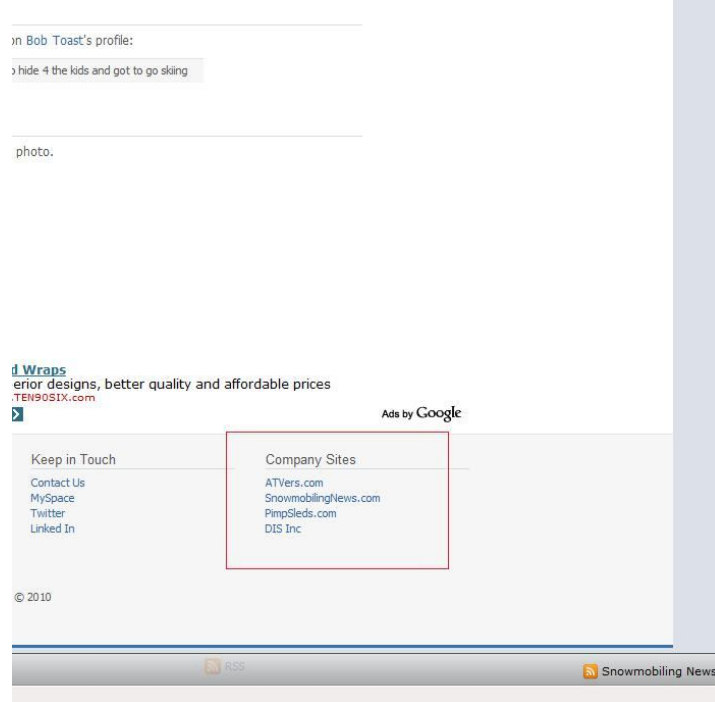 on Bob Toast's profile:
o hide 4 the kids and got to go skiing
photo.
d Wraps
erior designs, better quality and affordable prices
.TEN90SIX.com
Ads by Google
Keep in Touch
Contact Us
MySpace
Twitter
Linked In
Company Sites
ATVers.com
SnowmobilingNews.com
PimpSleds.com
DIS Inc
© 2010
RSS
Snowmobiling News